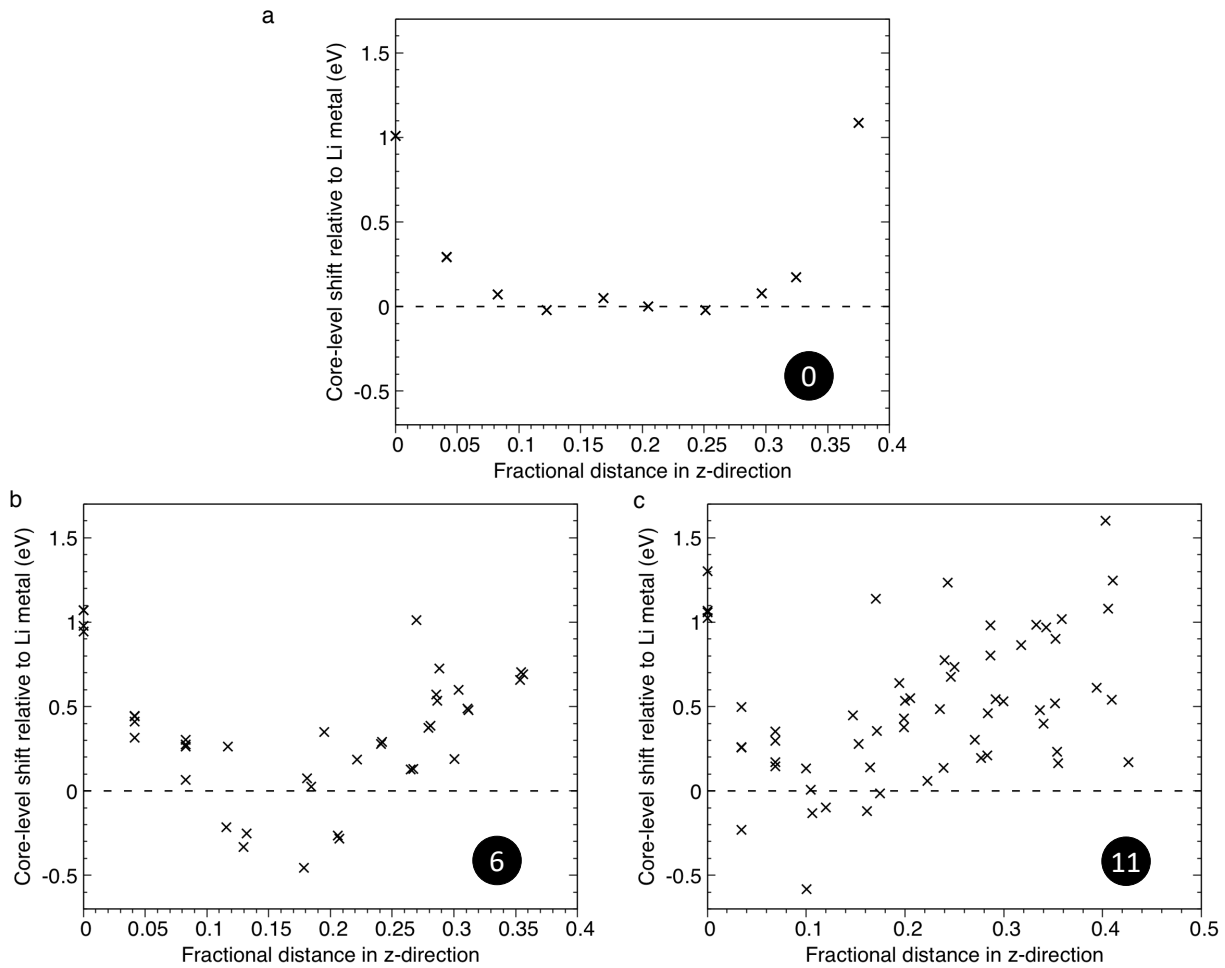 a
Core-level shift relative to Li metal (eV)
1.5
1
0.5
0
-0.5
0
0 0.05 0.1 0.15 0.2 0.25 0.3 0.35 0.4
Fractional distance in z-direction
b
Core-level shift relative to Li metal (eV)
1.5
1
0.5
0
-0.5
6
0 0.05 0.1 0.15 0.2 0.25 0.3 0.35 0.4
Fractional distance in z-direction
c
Core-level shift relative to Li metal (eV)
1.5
1
0.5
0
-0.5
11
0 0.1 0.2 0.3 0.4 0.5
Fractional distance in z-direction